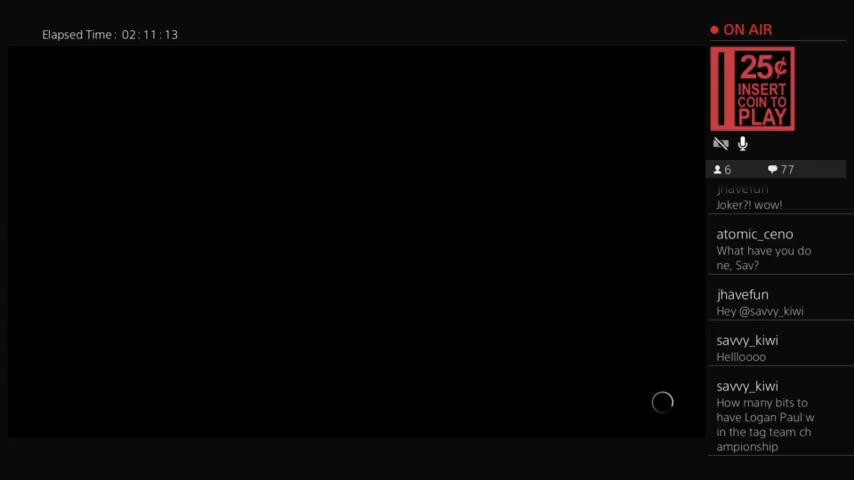 Elapsed Time: 02:11:13
ON AIR
25¢
INSERT
COIN TO
PLAY
6 77
jhavefun
Joker?! wow!
atomic_ceno
What have you do
ne, Sav?
jhavefun
Hey @savvy_kiwi
savvy_kiwi
Hellloooo
savvy_kiwi
How many bits to
have Logan Paul w
in the tag team ch
ampionship